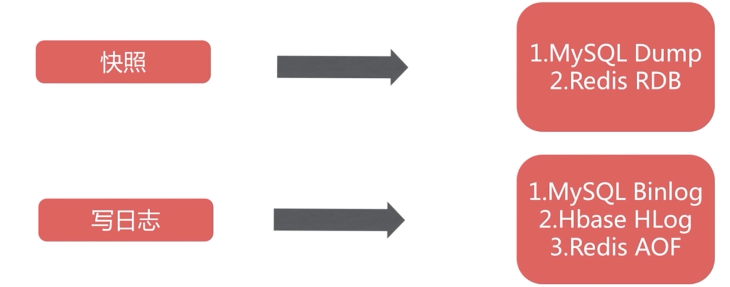 快照
1.MySQL Dump
2.Redis RDB
写日志
1.MySQL Binlog
2.Hbase HLog
3.Redis AOF